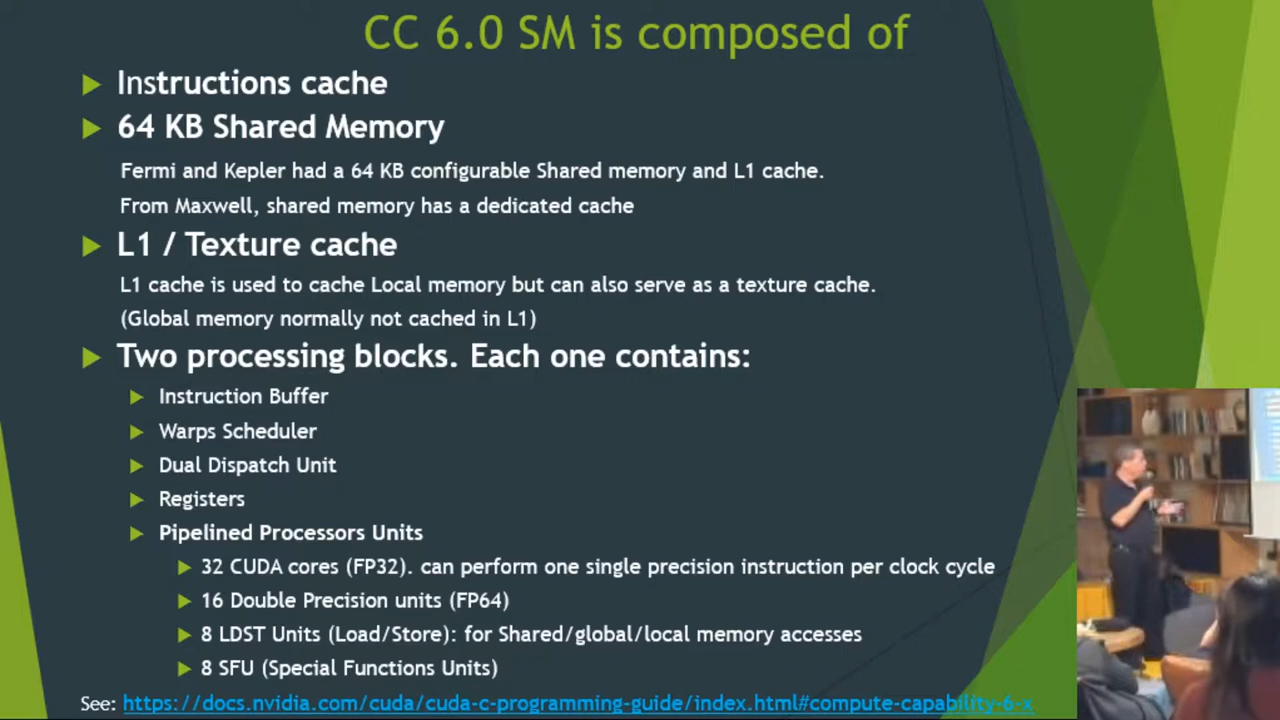 CC 6.0 SM is composed of
Instructions cache
64 KB Shared Memory
Fermi and Kepler had a 64 KB configurable Shared memory and L1 cache.
From Maxwell, shared memory has a dedicated cache
L1 / Texture cache
L1 cache is used to cache Local memory but can also serve as a texture cache.
(Global memory normally not cached in L1)
Two processing blocks. Each one contains:
Instruction Buffer
Warps Scheduler
Dual Dispatch Unit
Registers
Pipelined Processors Units
32 CUDA cores (FP32). can perform one single precision instruction per clock cycle
16 Double Precision units (FP64)
8 LDST Units (Load/Store): for Shared/global/local memory accesses
8 SFU (Special Functions Units)
See: https://docs.nvidia.com/cuda/cuda-c-programming-guide/index.html#compute-capability-6-x